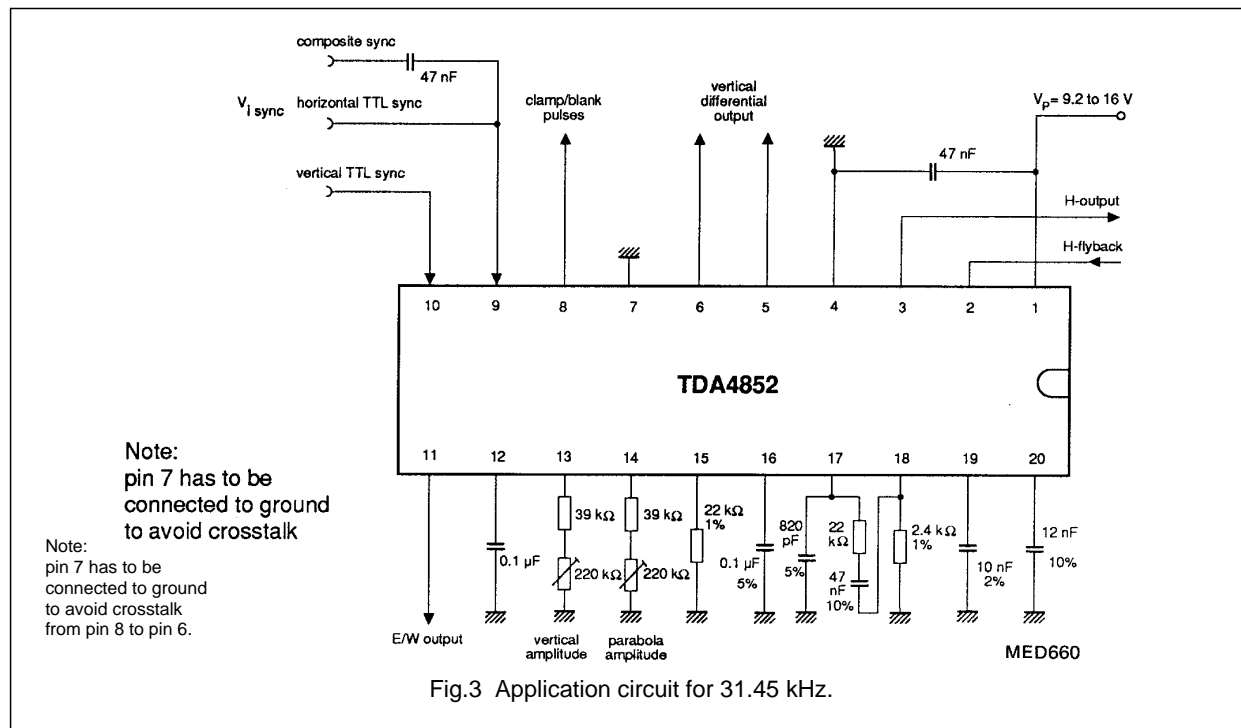 composite sync
47 nF
V i sync
horizontal TTL sync
vertical TTL sync
clamp/blank
pulses
vertical
differential
output
47 nF
VP= 9.2 to 16 V
H-output
H-flyback
10 9 8 7 6 5 4 3 2 1
TDA4852
11 12 13 14 15 16 17 18 19 20
Note:
pin 7 has to be
connected to ground
to avoid crosstalk
Note:
pin 7 has to be
connected to ground
to avoid crosstalk
from pin 8 to pin 6.
E/W output
0.1 µF
39 kΩ
220 kΩ
vertical
amplitude
39 kΩ
220 kΩ
parabola
amplitude
22 kΩ
1%
0.1 µF
5%
820
pF
5%
22
kΩ
47
nF
10%
2.4 kΩ
1%
10 nF
2%
12 nF
10%
MED660
Fig.3 Application circuit for 31.45 kHz.